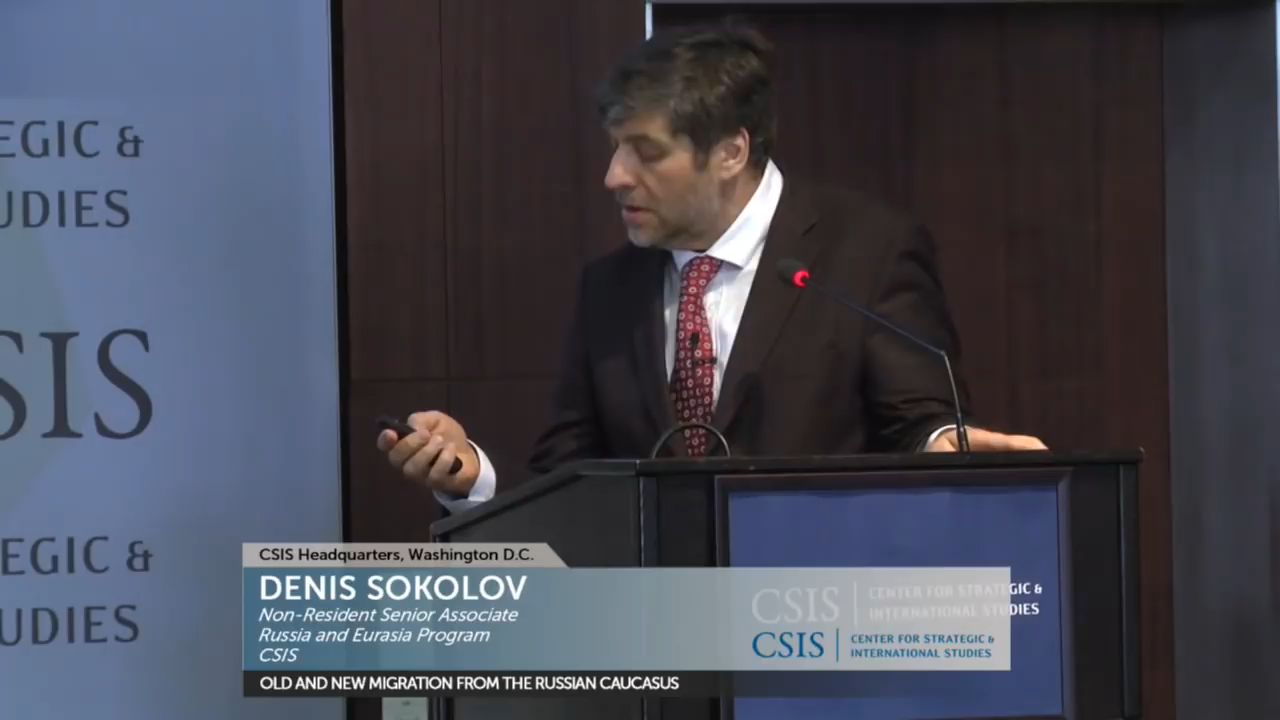 EGIC &
UDIES
SIS
EGIC &
UDIES
CSIS Headquarters, Washington D.C.
DENIS SOKOLOV
Non-Resident Senior Associate
Russia and Eurasia Program
CSIS
CSIS
CENTER FOR STRATEGIC &
INTERNATIONAL STUDIES
CSIS
CENTER FOR STRATEGIC &
INTERNATIONAL STUDIES
OLD AND NEW MIGRATION FROM THE RUSSIAN CAUCASUS